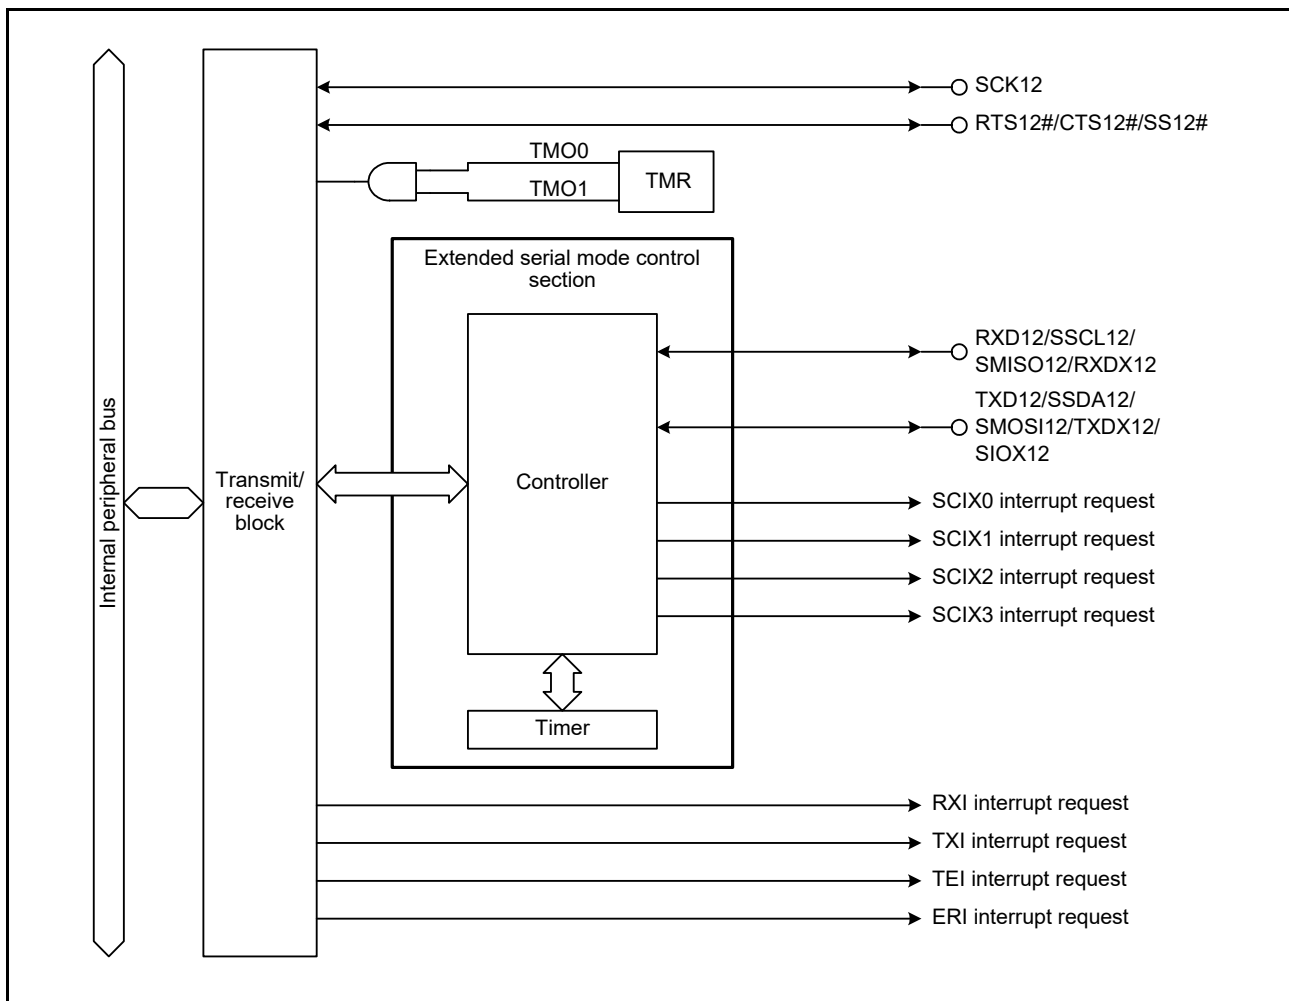 SCK12
RTS12#/CTS12#/SS12#
TMO0
TMO1
TMR
Extended serial mode control
section
RXD12/SSCL12/
SMISO12/RXDX12
TXD12/SSDA12/
SMOSI12/TXDX12/
SIOX12
Internal peripheral bus
Transmit/
receive
block
Controller
SCIX0 interrupt request
SCIX1 interrupt request
SCIX2 interrupt request
SCIX3 interrupt request
Timer
RXI interrupt request
TXI interrupt request
TEI interrupt request
ERI interrupt request